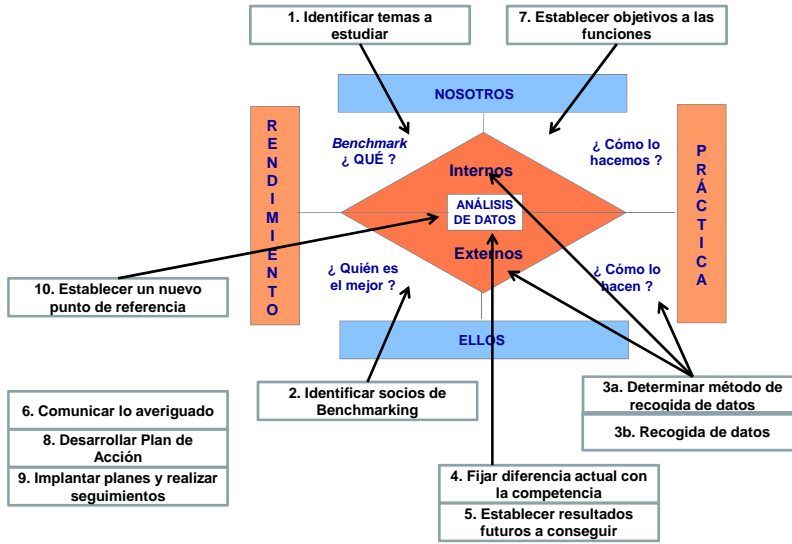 1. Identificar temas a
estudiar
7. Establecer objetivos a las
funciones
NOSOTROS
RENDIMIENTO
Benchmark
¿ QUÉ ?
¿ Cómo lo
hacemos ?
PRÁCTICA
Internos
ANÁLISIS
DE DATOS
Externos
¿ Quién es
el mejor ?
¿ Cómo lo
hacen ?
10. Establecer un nuevo
punto de referencia
ELLOS
2. Identificar socios de
Benchmarking
3a. Determinar método de
recogida de datos
3b. Recogida de datos
6. Comunicar lo averiguado
8. Desarrollar Plan de
Acción
9. Implantar planes y realizar
seguimientos
4. Fijar diferencia actual con
la competencia
5. Establecer resultados
futuros a conseguir